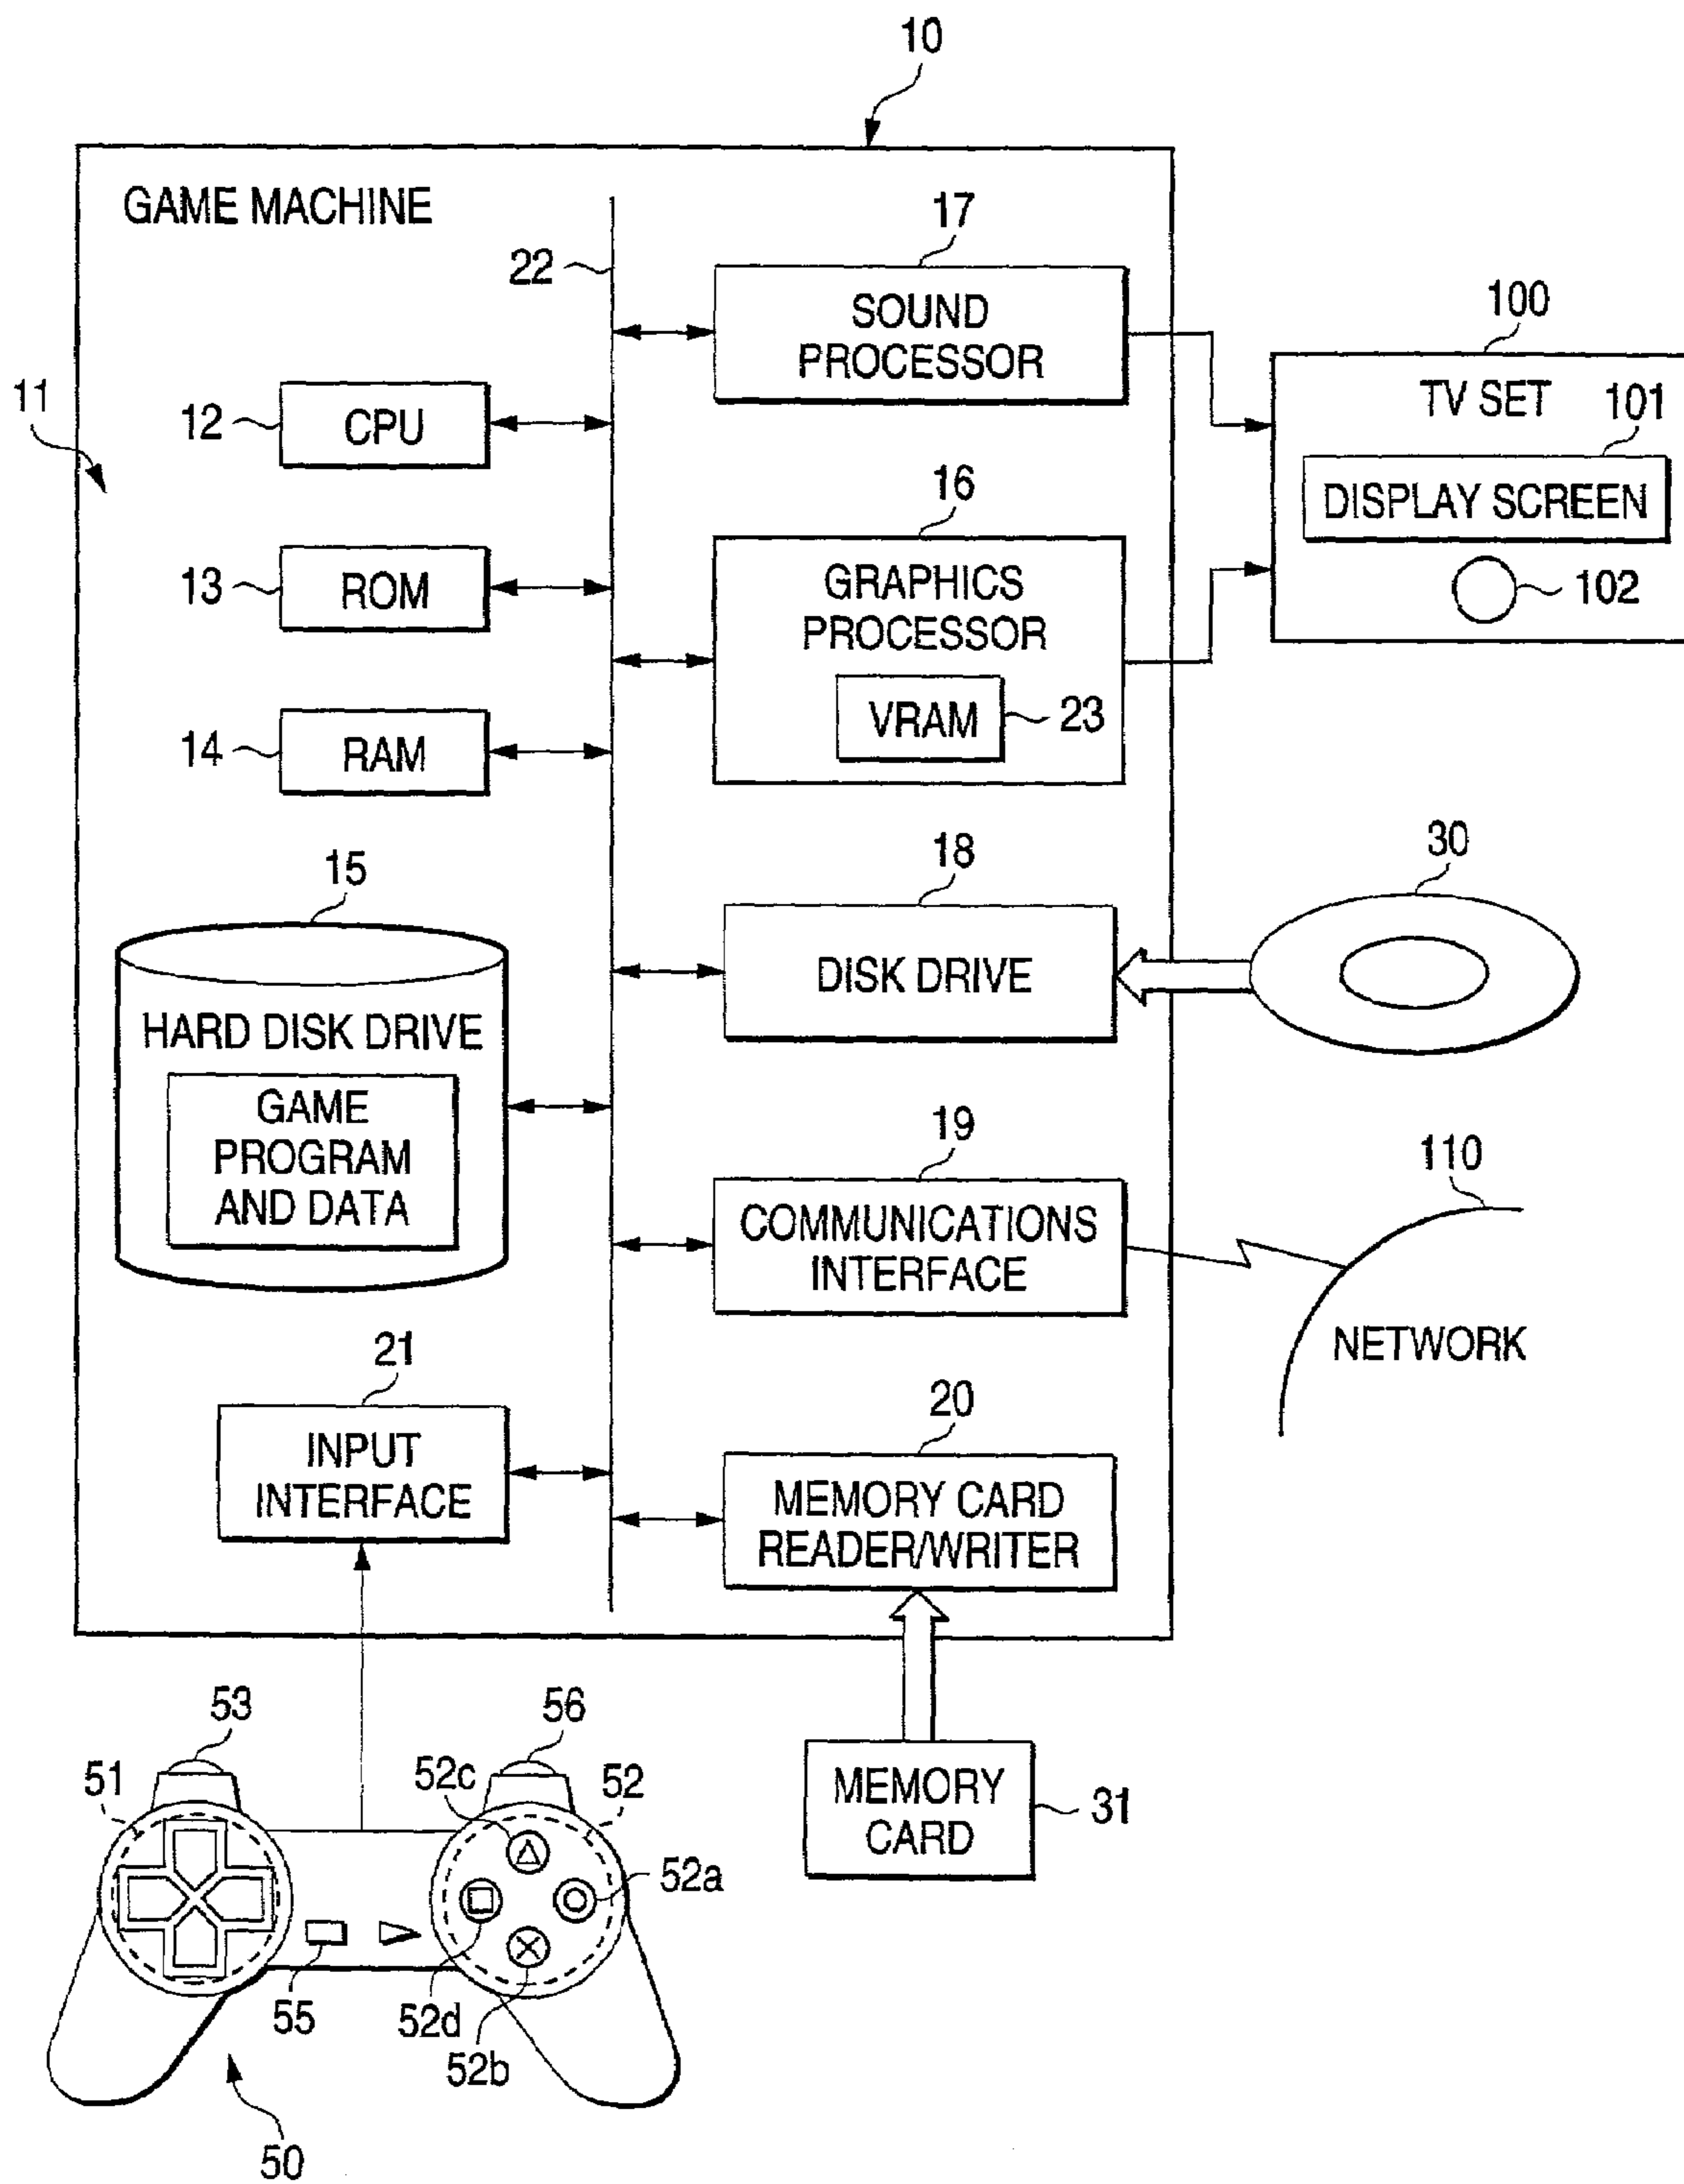 10
GAME MACHINE
17
22
SOUND
PROCESSOR
100
TV SET
101
DISPLAY SCREEN
102
11
12
CPU
16
GRAPHICS
PROCESSOR
VRAM
23
13
ROM
14
RAM
15
HARD DISK DRIVE
GAME
PROGRAM
AND DATA
18
DISK DRIVE
30
19
COMMUNICATIONS
INTERFACE
110
NETWORK
21
INPUT
INTERFACE
20
MEMORY CARD
READER/WRITER
MEMORY
CARD
31
53
56
51
52c
52
52a
55
52d
52b
50